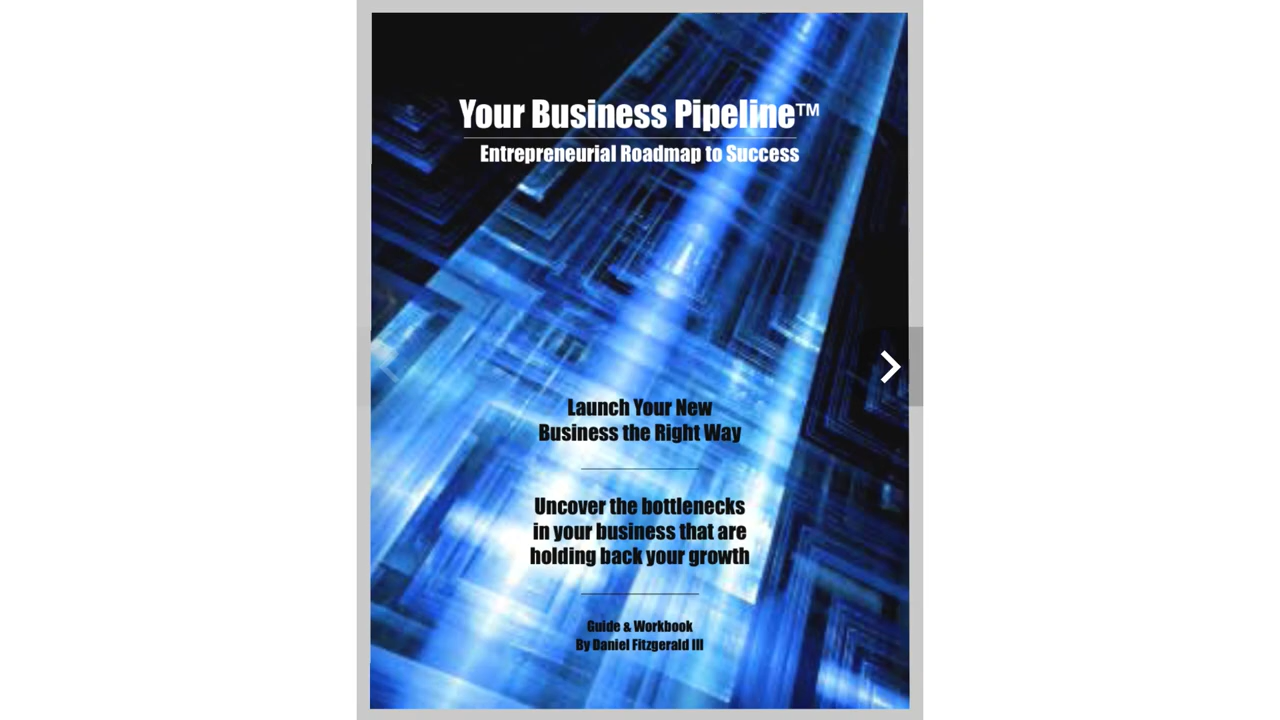 Your Business Pipeline™
Entrepreneurial Roadmap to Success
Launch Your New
Business the Right Way
Uncover the bottlenecks
in your business that are
holding back your growth
Guide & Workbook
By Daniel Fitzgerald III